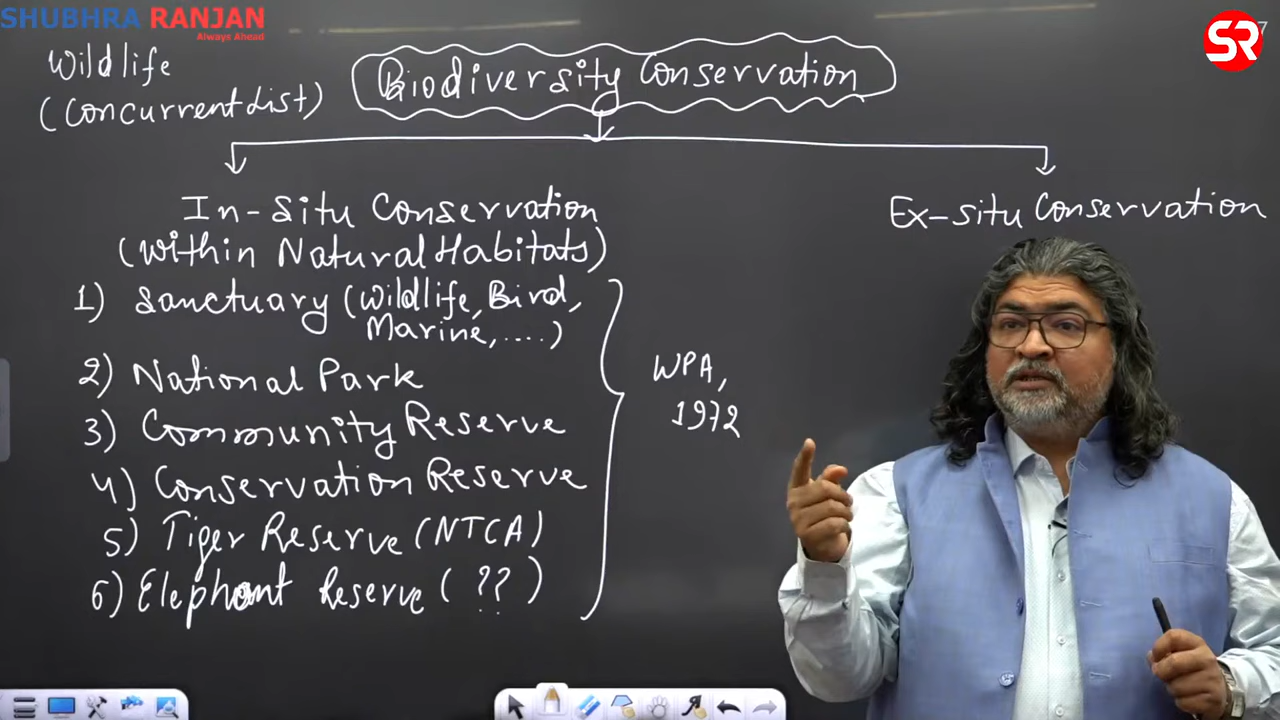 SHUBHRA RANJAN
Always Ahead
SR
7
Wildlife
(Concurrent List)
Biodiversity Conservation
In-Situ Conservation
(Within Natural Habitats)
1) Sanctuary (Wildlife, Bird,
Marine, ....)
2) National Park
3) Community Reserve
4) Conservation Reserve
5) Tiger Reserve (NTCA)
6) Elephant Reserve (??)
WPA,
1972
Ex-situ Conservation